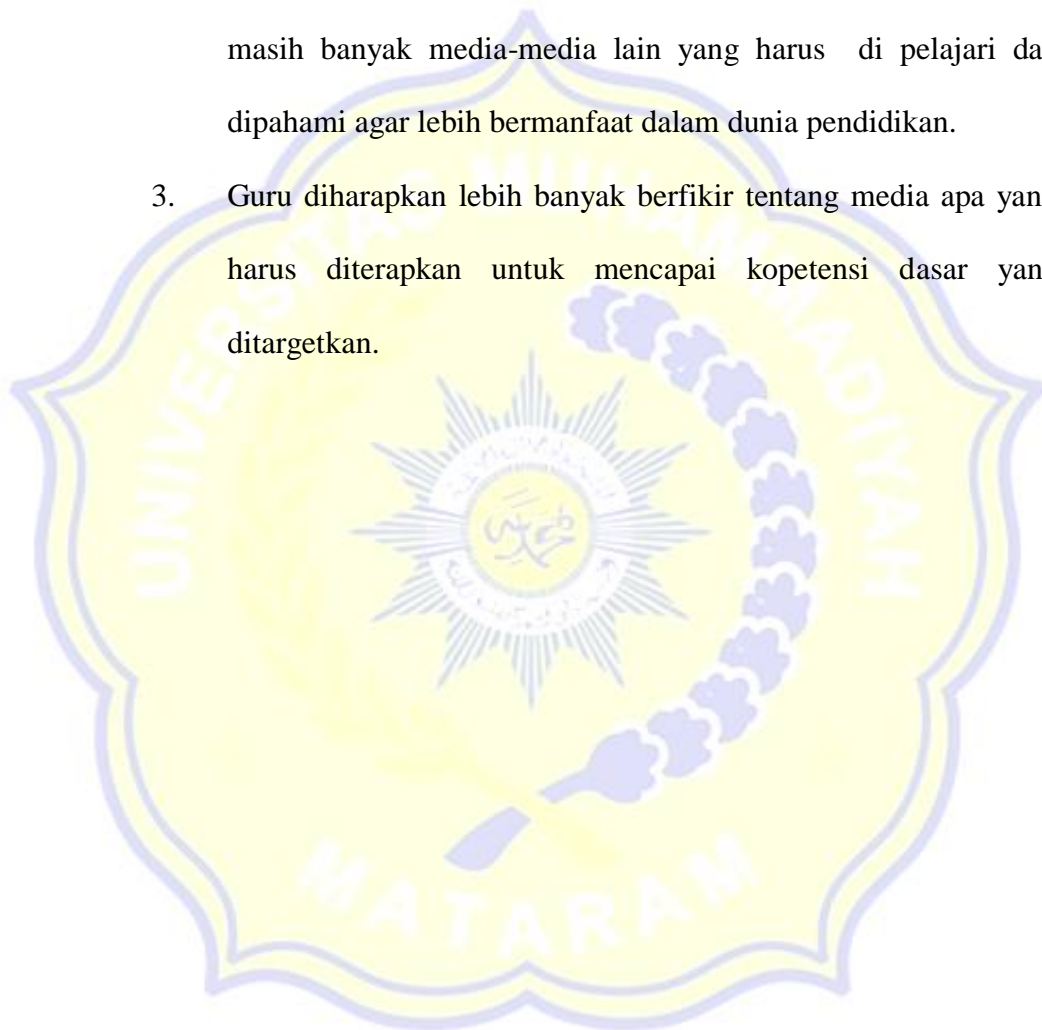 masih banyak media-media lain yang harus di pelajari da
dipahami agar lebih bermanfaat dalam dunia pendidikan.
3. Guru diharapkan lebih banyak berfikir tentang media apa yan
harus diterapkan untuk mencapai kopetensi dasar yan
ditargetkan.
UNIVERSITAS MUHAMMADIYAH
MATARAM